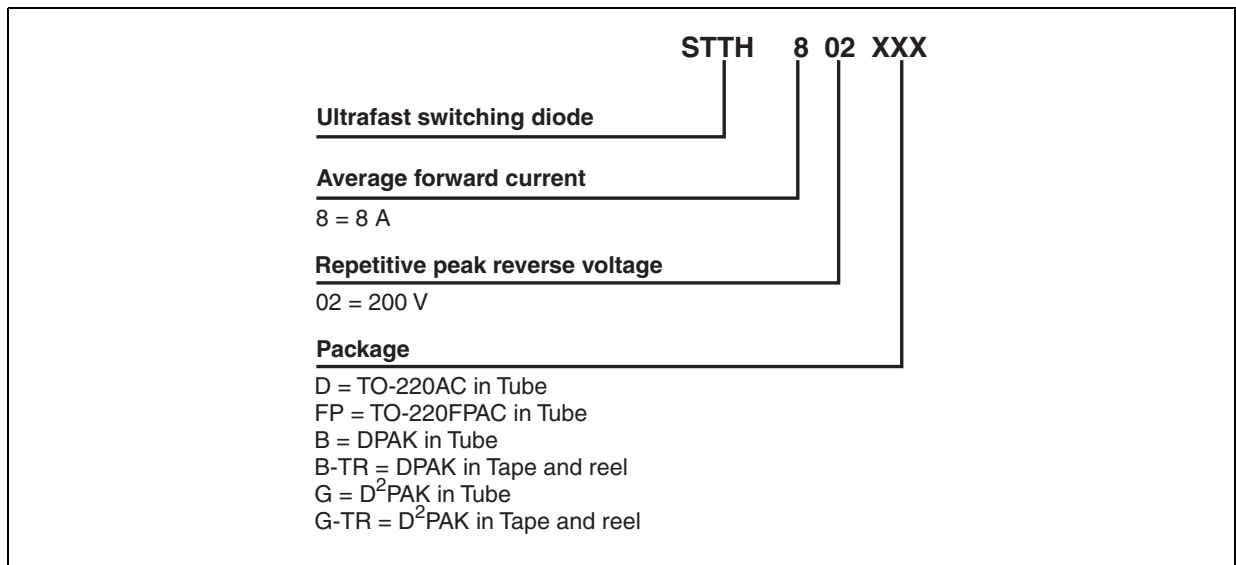 STTH 8 02 XXX
Ultrafast switching diode
Average forward current
8 = 8 A
Repetitive peak reverse voltage
02 = 200 V
Package
D = TO-220AC in Tube
FP = TO-220FPAC in Tube
B = DPAK in Tube
B-TR = DPAK in Tape and reel
G = D²PAK in Tube
G-TR = D²PAK in Tape and reel